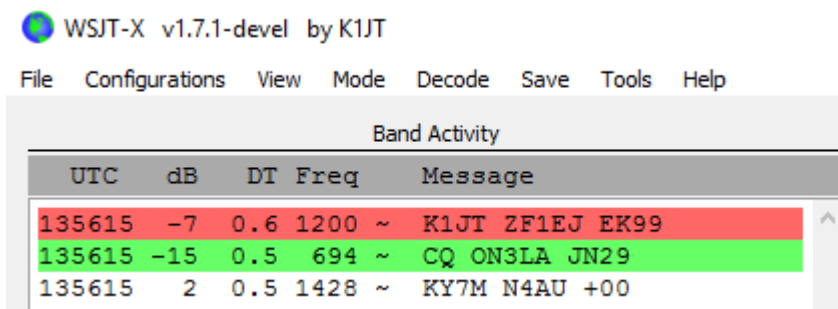 WSJT-X v1.7.1-devel by K1JT
File Configurations View Mode Decode Save Tools Help
Band Activity
UTC dB DT Freq Message
135615 -7 0.6 1200 ~ K1JT ZF1EJ EK99
135615 -15 0.5 694 ~ CQ ON3LA JN29
135615 2 0.5 1428 ~ KY7M N4AU +00